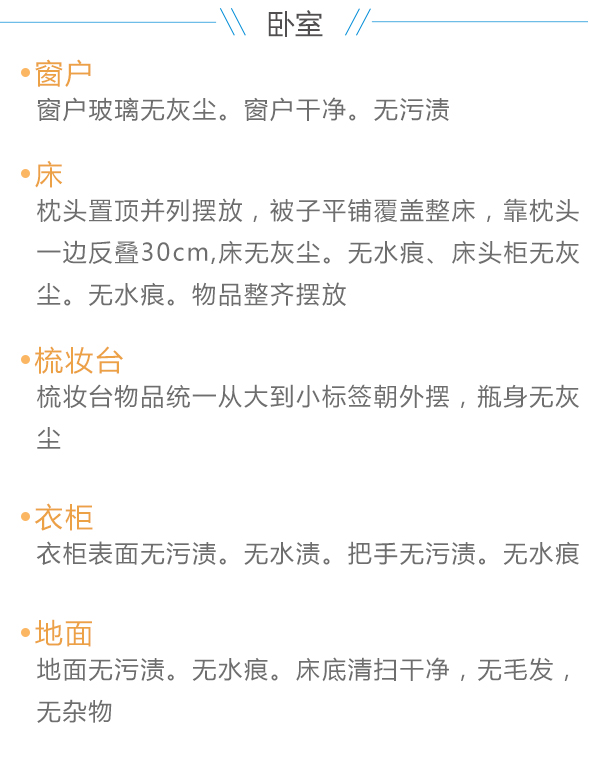 卧室
•窗户
窗户玻璃无灰尘。窗户干净。无污渍
•床
枕头置顶并列摆放，被子平铺覆盖整床，靠枕头
一边反叠30cm,床无灰尘。无水痕、床头柜无灰
尘。无水痕。物品整齐摆放
•梳妆台
梳妆台物品统一从大到小标签朝外摆，瓶身无灰
尘
•衣柜
衣柜表面无污渍。无水渍。把手无污渍。无水痕
•地面
地面无污渍。无水痕。床底清扫干净，无毛发，
无杂物